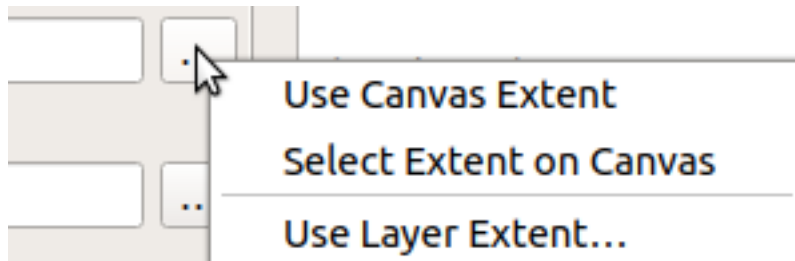 Use Canvas Extent
Select Extent on Canvas
Use Layer Extent…